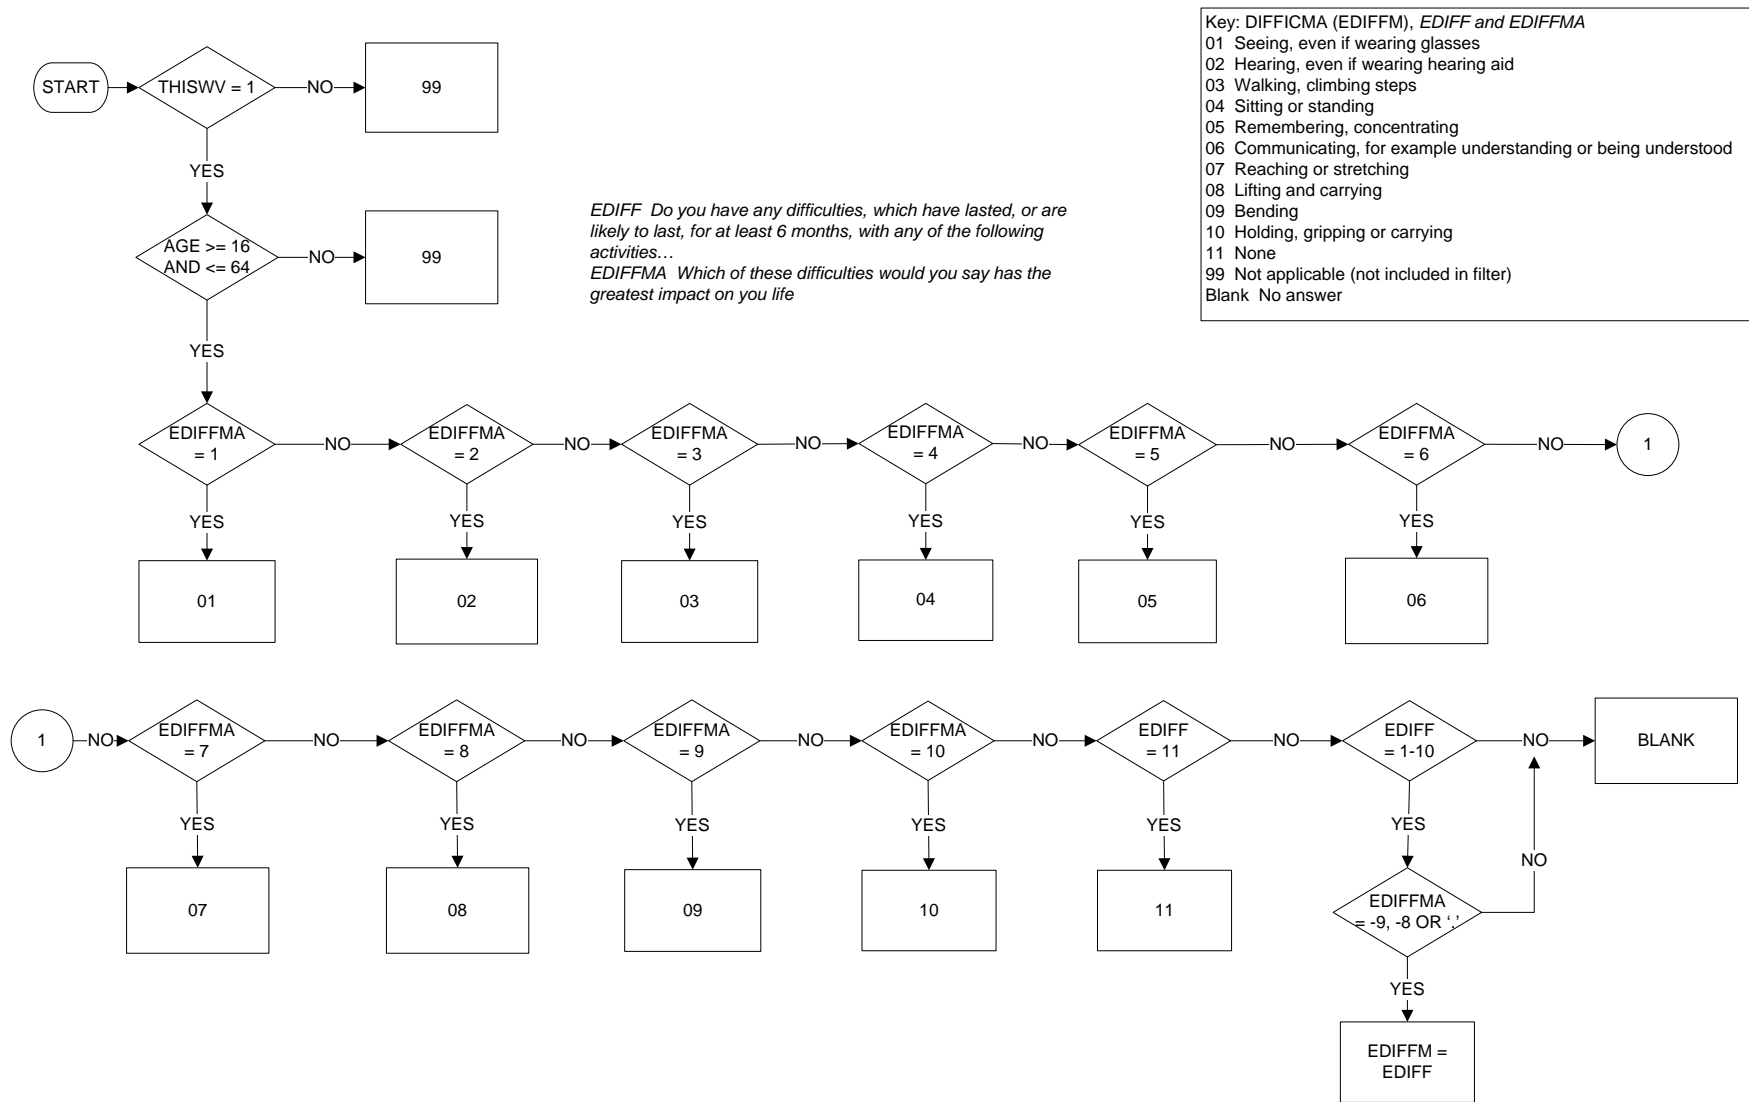 Key: DIFFICMA (EDIFFM), EDIFF and EDIFFMA
01 Seeing, even if wearing glasses
02 Hearing, even if wearing hearing aid
03 Walking, climbing steps
04 Sitting or standing
05 Remembering, concentrating
06 Communicating, for example understanding or being understood
07 Reaching or stretching
08 Lifting and carrying
09 Bending
10 Holding, gripping or carrying
11 None
99 Not applicable (not included in filter)
Blank No answer
START
THISWV = 1
NO
99
YES
AGE >= 16
AND <= 64
NO
99
EDIFF Do you have any difficulties, which have lasted, or are
likely to last, for at least 6 months, with any of the following
activities…
EDIFFMA Which of these difficulties would you say has the
greatest impact on you life
YES
EDIFFMA
= 1
NO
EDIFFMA
= 2
NO
EDIFFMA
= 3
NO
EDIFFMA
= 4
NO
EDIFFMA
= 5
NO
EDIFFMA
= 6
NO
1
YES
YES
YES
YES
YES
YES
01
02
03
04
05
06
1
NO
EDIFFMA
= 7
NO
EDIFFMA
= 8
NO
EDIFFMA
= 9
NO
EDIFFMA
= 10
NO
EDIFF
= 11
NO
EDIFF
= 1-10
NO
BLANK
YES
YES
YES
YES
YES
YES
NO
07
08
09
10
11
EDIFFMA
= -9, -8 OR ‘.’
YES
EDIFFM =
EDIFF